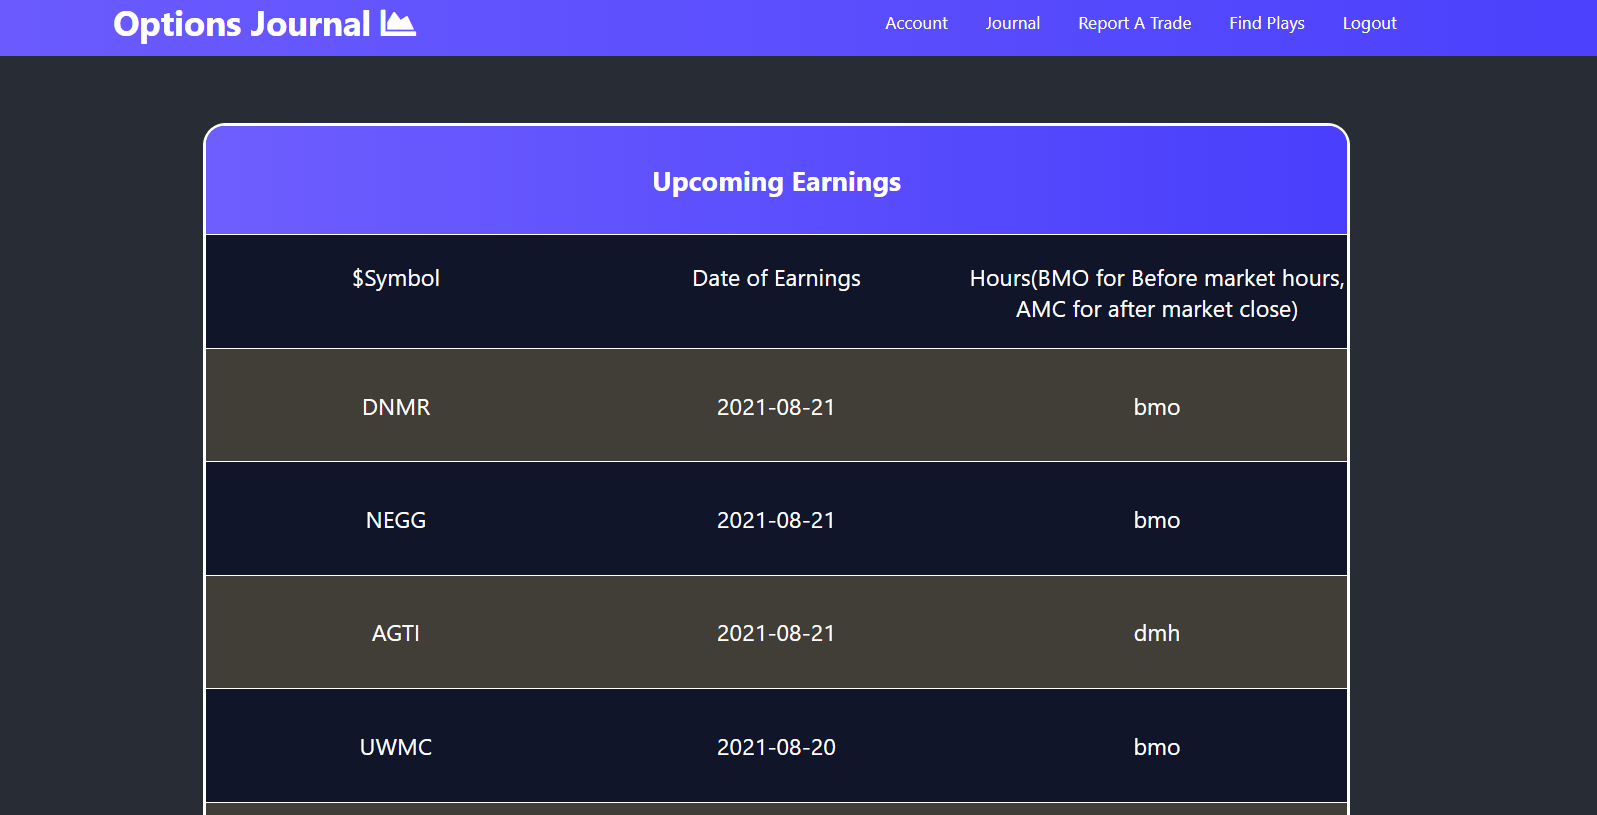 Options Journal
Account Journal Report A Trade Find Plays Logout
Upcoming Earnings
$Symbol Date of Earnings Hours(BMO for Before market hours,
AMC for after market close)
DNMR 2021-08-21 bmo
NEGG 2021-08-21 bmo
AGTI 2021-08-21 dmh
UWMC 2021-08-20 bmo